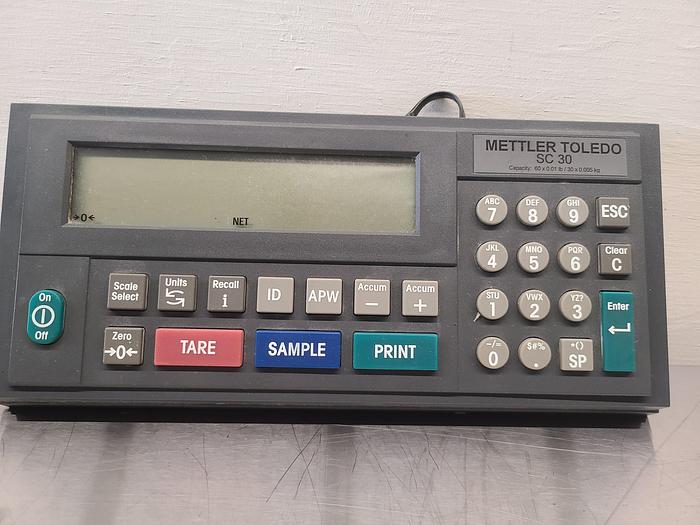 METTLER TOLEDO
SC 30
Capacity: 60 x 0.01 lb / 30 x 0.005 kg
→0← NET
ABC 7 DEF 8 GHI 9 ESC
JKL 4 MNO 5 PQR 6 Clear C
STU 1 VWX 2 YZ? 3 Enter
-/= 0 $#% . *() SP
On Off
Scale Select Units Recall i ID APW Accum − Accum +
Zero →0← TARE SAMPLE PRINT